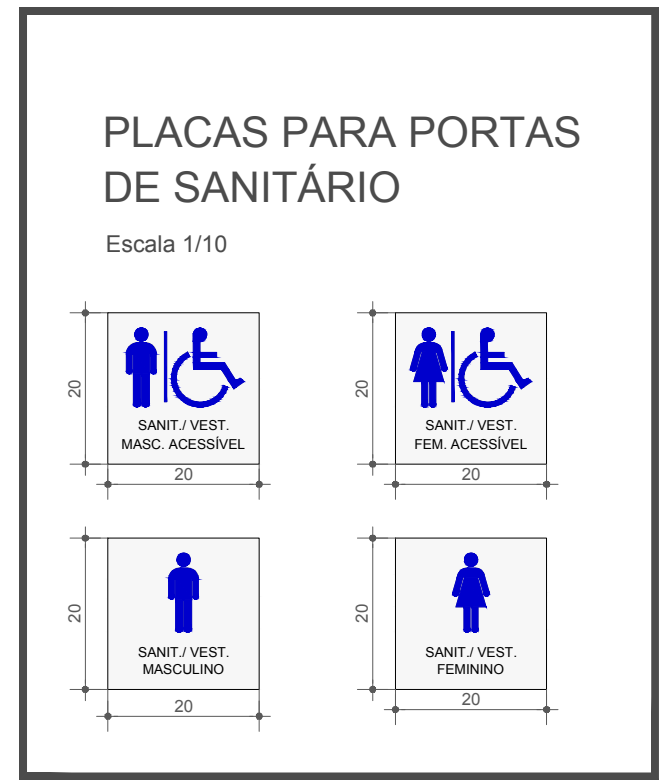 PLACAS PARA PORTAS
DE SANITÁRIO
Escala 1/10
20
SANIT./ VEST.
MASC. ACESSÍVEL
20
20
SANIT./ VEST.
FEM. ACESSÍVEL
20
20
SANIT./ VEST.
MASCULINO
20
20
SANIT./ VEST.
FEMININO
20